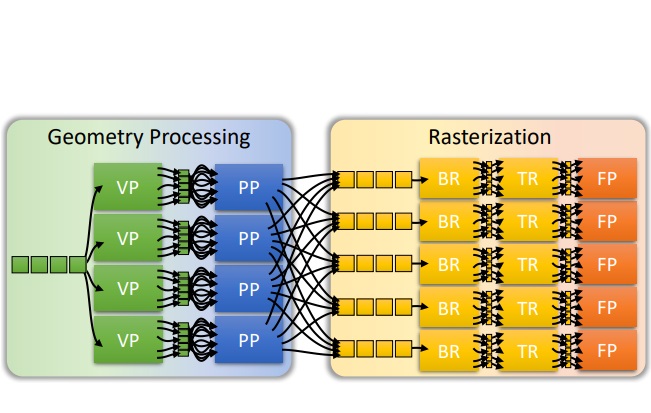 Geometry Processing
Rasterization
VP PP BR TR FP
VP PP BR TR FP
VP PP BR TR FP
VP PP BR TR FP
BR TR FP